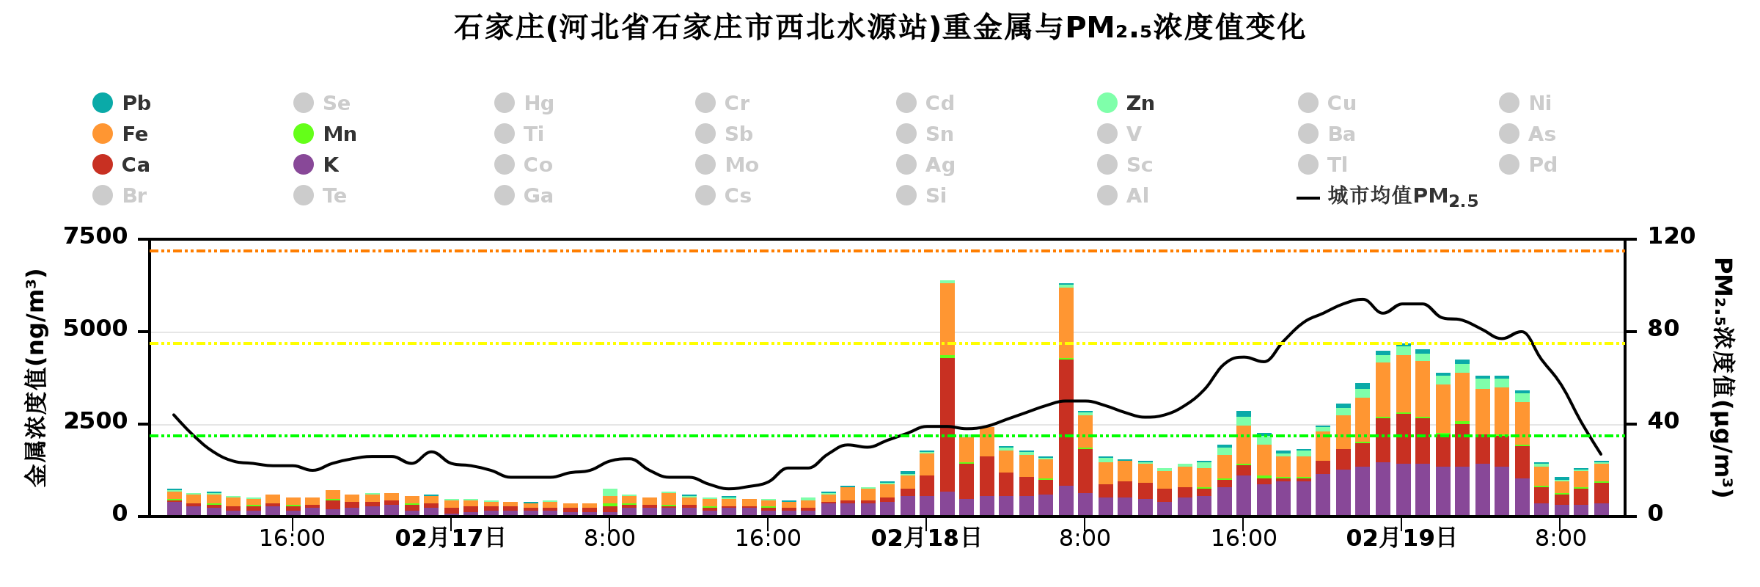 石家庄(河北省石家庄市西北水源站)重金属与PM₂.₅浓度值变化
Pb Se Hg Cr Cd Zn Cu Ni
Fe Mn Ti Sb Sn V Ba As
Ca K Co Mo Ag Sc Tl Pd
Br Te Ga Cs Si Al 城市均值PM₂.₅
金属浓度值(ng/m³)
7500
5000
2500
0
120
80
40
0
PM₂.₅浓度值(μg/m³)
16:00 02月17日 8:00 16:00 02月18日 8:00 16:00 02月19日 8:00